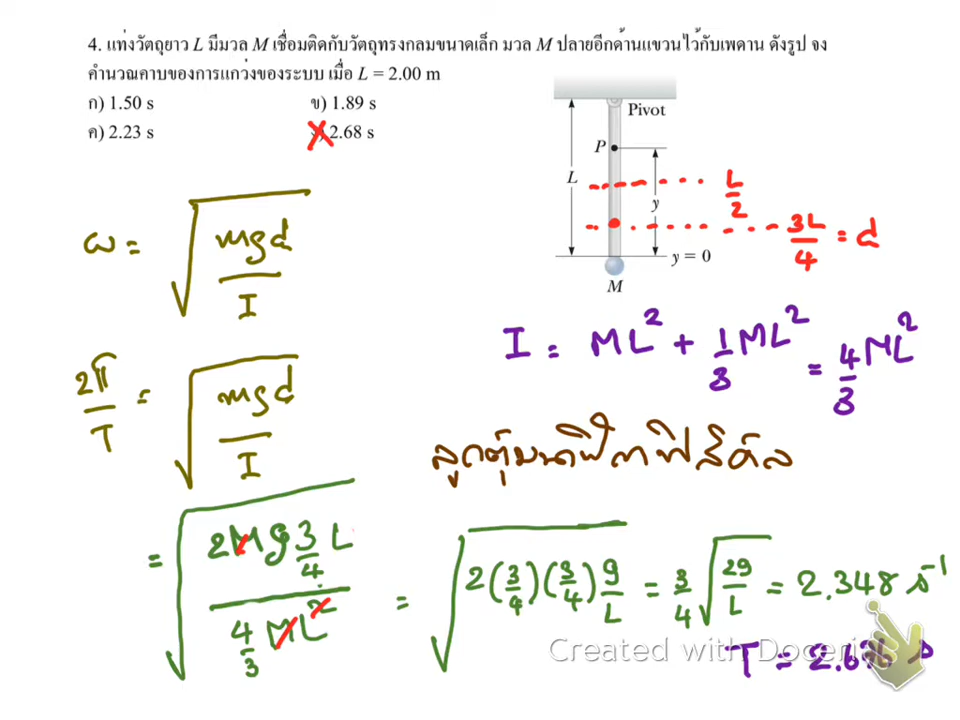 4. แท่งวัตถุยาว L มีมวล M เชื่อมติดกับวัตถุทรงกลมขนาดเล็ก มวล M ปลายอีกด้านแขวนไว้กับเพดาน ดังรูป จง
คำนวณคาบของการแกว่งของระบบ เมื่อ L = 2.00 m
ก) 1.50 s ข) 1.89 s
ค) 2.23 s 2.68 s
Pivot
P
L
y
y = 0
M
L/2
3L/4 = d
ω = √(mgd/I)
I = ML² + 1/3 ML² = 4/3 ML²
2π/T = √(mgd/I)
ลูกตุ้มนาฬิกาฟิสิคัล
= √(2Mg 3/4 L / 4/3 ML²) = √(2(3/4)(3/4) g/L) = 3/4 √(2g/L) = 2.348 s⁻¹
Created with Doceri
T = 2.6